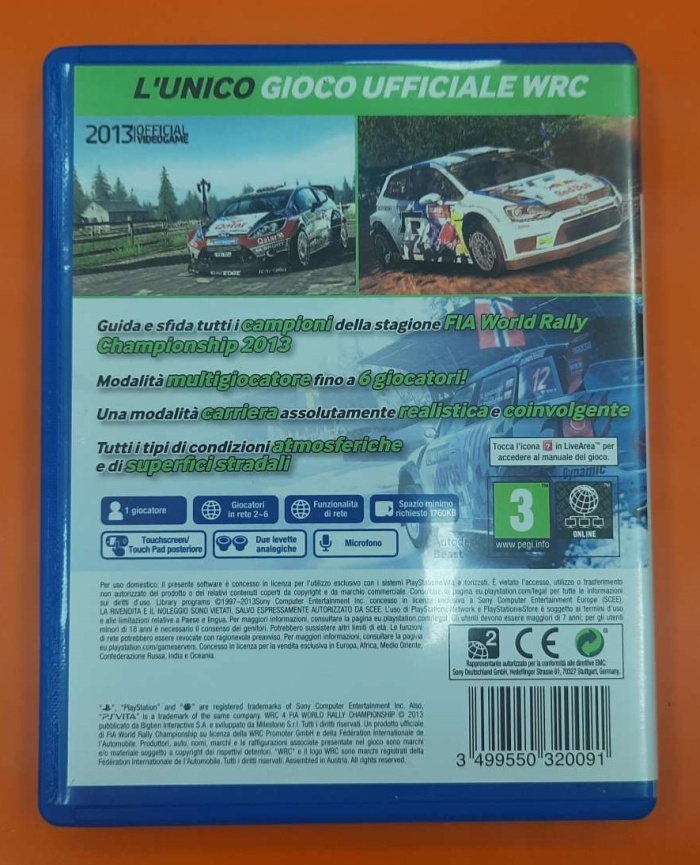 L'UNICO GIOCO UFFICIALE WRC
2013 OFFICIAL VIDEOGAME
Qatar
Qatar
EDGE
Red Bull
Guida e sfida tutti i campioni della stagione FIA World Rally
Championship 2013
Modalità multigiocatore fino a 6 giocatori!
Una modalità carriera assolutamente realistica e coinvolgente
Tutti i tipi di condizioni atmosferiche
e di superfici stradali
12
Dynamic
Tocca l'icona ? in LiveArea™ per
accedere al manuale del gioco.
1 giocatore
Giocatori
in rete 2-6
Funzionalità
di rete
Spazio minimo
richiesto 1760KB
Touchscreen/
Touch Pad posteriore
Due levette
analogiche
Microfono
3
www.pegi.info
ONLINE
Per uso domestico: il presente software è concesso in licenza per l'utilizzo esclusivo con i sistemi PlayStation®Vita autorizzati. È vietato l'accesso, utilizzo o trasferimento
non autorizzato del prodotto o dei relativi contenuti coperti da copyright e da marchio commerciale. Consultare la pagina eu.playstation.com/legal per tutte le informazioni
sui diritti d'uso. Library programs ©1997-2013Sony Computer Entertainment Inc. concesso in licenza esclusiva a Sony Computer Entertainment Europe (SCEE).
LA RIVENDITA E IL NOLEGGIO SONO VIETATI, SALVO ESPRESSAMENTE AUTORIZZATO DA SCEE. L'uso di PlayStation®Network e PlayStation®Store è soggetto ai termini d'uso
e alle limitazioni relative a Paese e lingua. Per maggiori informazioni, consultare la pagina eu.playstation.com/legal. Gli utenti devono essere maggiori di 7 anni; per gli utenti
minori di 18 anni è necessario il consenso dei genitori. Potrebbero sussistere altri limiti di età. Le funzioni
di rete potrebbero essere revocate con ragionevole preavviso. Per maggiori informazioni, consultare la pagina
eu.playstation.com/gameservers. Concesso in licenza per la vendita esclusiva in Europa, Africa, Medio Oriente,
Confederazione Russa, India e Oceania.
2
CE
Rappresentante autorizzato per la conformità alle direttive EMC:
Sony Deutschland GmbH, Hedelfinger Strasse 61, 70327 Stuttgart, Germany.
"", "PlayStation" and "" are registered trademarks of Sony Computer Entertainment Inc. Also,
"PSVITA" is a trademark of the same company. WRC 4 FIA WORLD RALLY CHAMPIONSHIP © 2013
pubblicato da Bigben Interactive S.A. e sviluppato da Milestone S.r.l. Tutti i diritti riservati. Un prodotto ufficiale
di FIA World Rally Championship su licenza della WRC Promoter GmbH e della Fédération Internationale de
l'Automobile. Produttori, auto, nomi, marchi e le raffigurazioni associate presentate nel gioco sono marchi
e/o materiale soggetto a copyright dei rispettivi detentori. "WRC" e il logo WRC sono marchi registrati della
Fédération Internationale de l'Automobile. Tutti i diritti riservati. Assembled in Austria. All rights reserved.
3 499550 320091